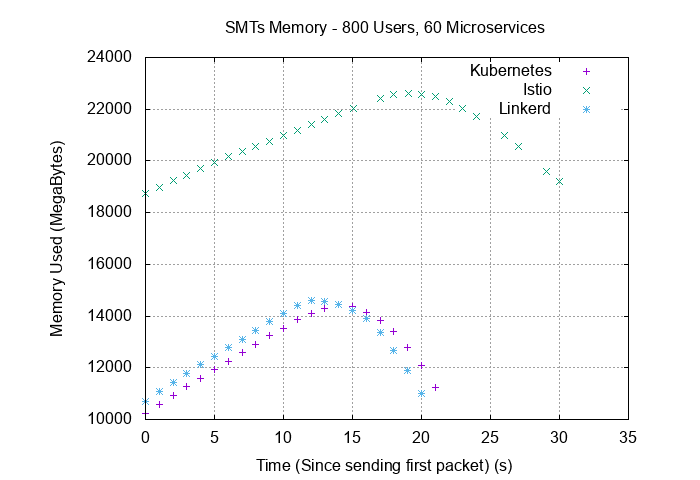 SMTs Memory - 800 Users, 60 Microservices
24000
22000
20000
18000
16000
14000
12000
10000
Memory Used (MegaBytes)
Kubernetes
Istio
Linkerd
0 5 10 15 20 25 30 35
Time (Since sending first packet) (s)